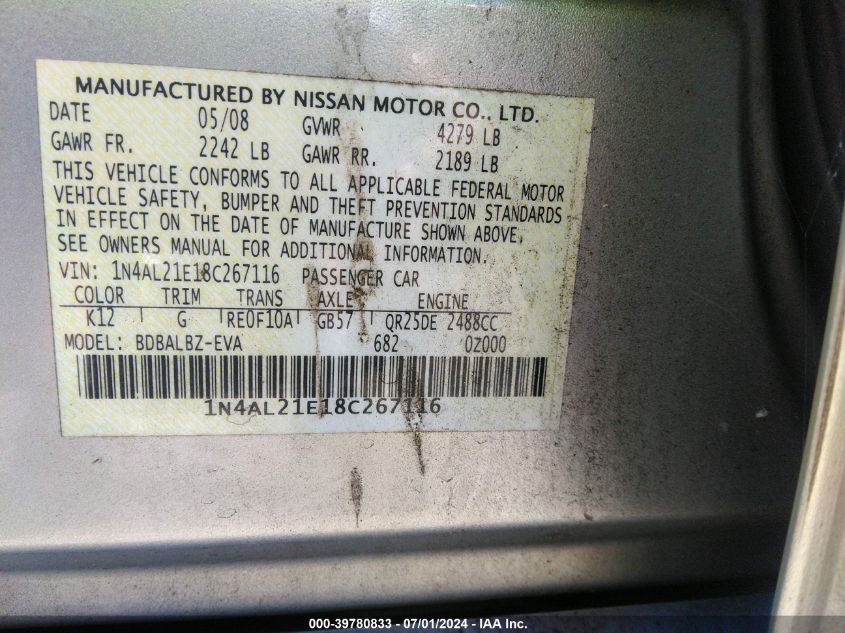 MANUFACTURED BY NISSAN MOTOR CO., LTD.
DATE 05/08 GVWR 4279 LB
GAWR FR. 2242 LB GAWR RR. 2189 LB
THIS VEHICLE CONFORMS TO ALL APPLICABLE FEDERAL MOTOR
VEHICLE SAFETY, BUMPER AND THEFT PREVENTION STANDARDS
IN EFFECT ON THE DATE OF MANUFACTURE SHOWN ABOVE.
SEE OWNERS MANUAL FOR ADDITIONAL INFORMATION.
VIN: 1N4AL21E18C267116 PASSENGER CAR
COLOR TRIM TRANS AXLE ENGINE
K12 G RE0F10A GB57 QR25DE 2488CC
MODEL: BDBALBZ-EVA 682 0Z000
1N4AL21E18C267116
000-39780833 - 07/01/2024 - IAA Inc.